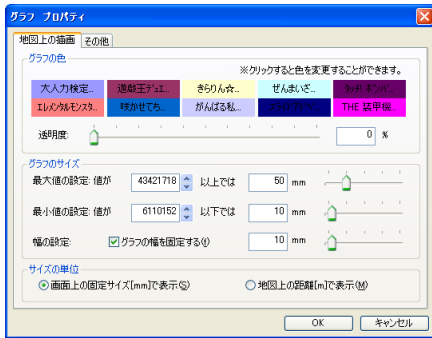 グラフ プロパティ
地図上の描画 その他
グラフの色
※クリックすると色を変更することができます。
大人力検定... 遊戯王デュエ... きらりん☆... ぜんまいざ...
エレメンタルモンスタ... 咲かせてち... がんばる私... THE 装甲機...
透明度: 0 %
グラフのサイズ
最大値の設定: 値が 43421718 以上では 50 mm
最小値の設定: 値が 6110152 以下では 10 mm
幅の設定: グラフの幅を固定する(f) 10 mm
サイズの単位
画面上の固定サイズ[mm]で表示(S) 地図上の距離[m]で表示(M)
OK キャンセル